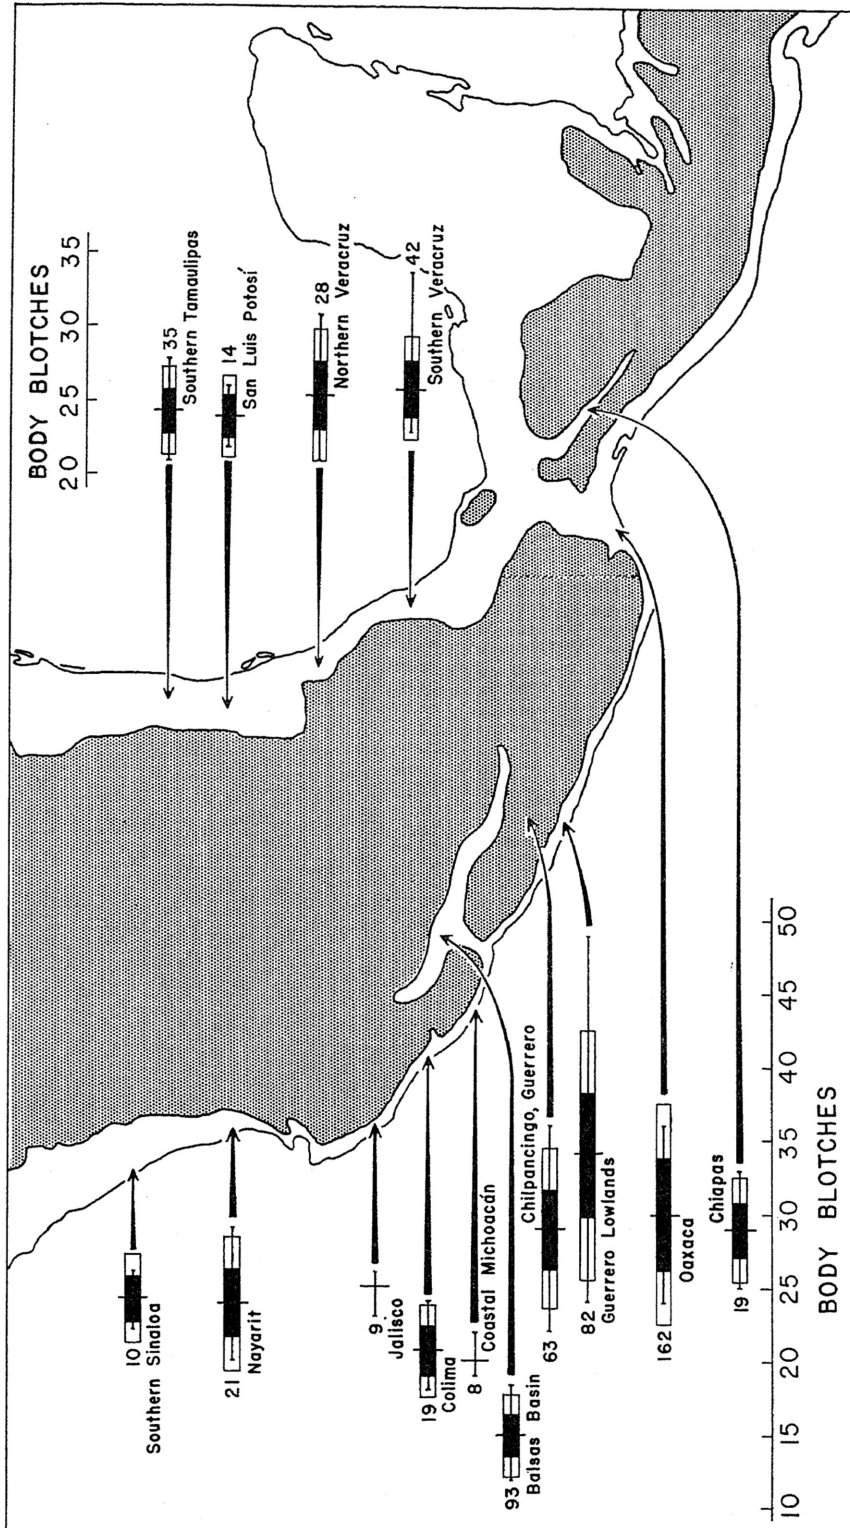 BODY BLOTCHES
20 25 30 35
35
Southern Tamaulipas
14
San Luis Potosí
28
Northern Veracruz
42
Southern Veracruz
10
Southern Sinaloa
21
Nayarit
9
Jalisco
19
Colima
8
Coastal Michoacán
93
Balsas Basin
63
Chilpancingo, Guerrero
82
Guerrero Lowlands
162
Oaxaca
19
Chiapas
10 15 20 25 30 35 40 45 50
BODY BLOTCHES